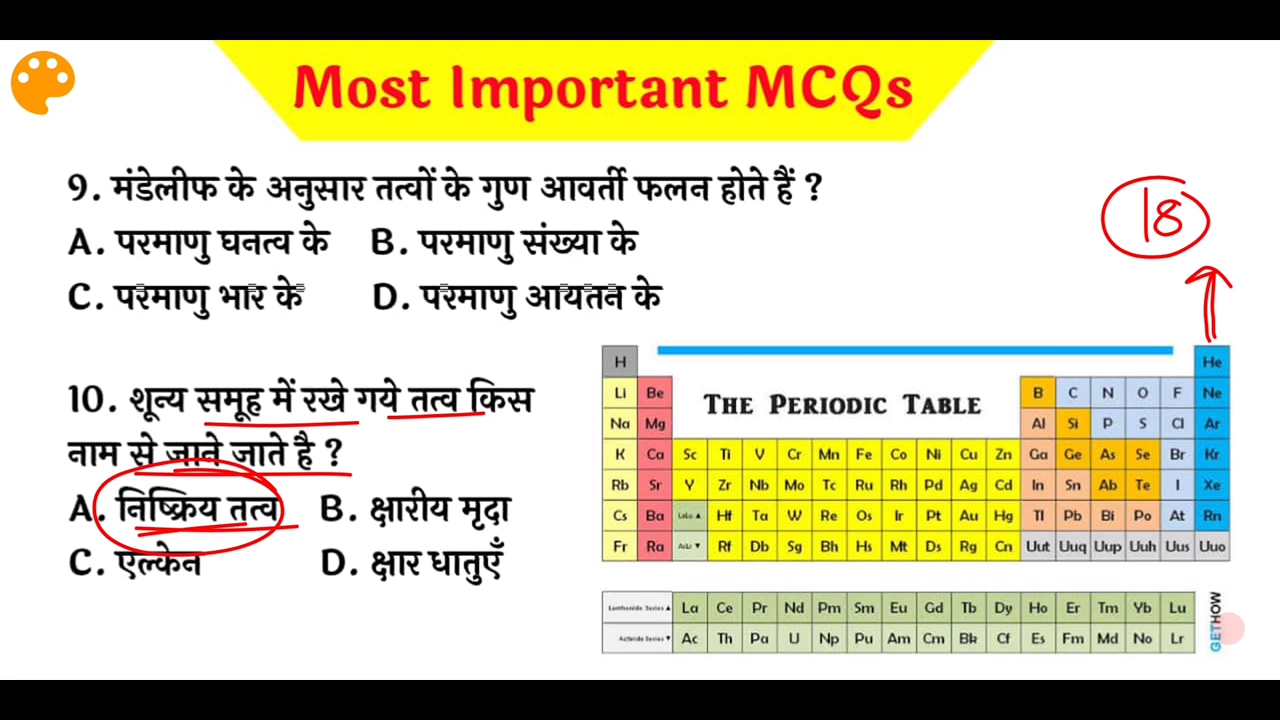 Most Important MCQs
9. मंडेलीफ के अनुसार तत्वों के गुण आवर्ती फलन होते हैं ?
A. परमाणु घनत्व के B. परमाणु संख्या के
C. परमाणु भार के D. परमाणु आयतन के
18
10. शून्य समूह में रखे गये तत्व किस
नाम से जाने जाते है ?
A. निष्क्रिय तत्व B. क्षारीय मृदा
C. एल्केन D. क्षार धातुएँ
THE PERIODIC TABLE
H He
Li Be B C N O F Ne
Na Mg Al Si P S Cl Ar
K Ca Sc Ti V Cr Mn Fe Co Ni Cu Zn Ga Ge As Se Br Kr
Rb Sr Y Zr Nb Mo Tc Ru Rh Pd Ag Cd In Sn Ab Te I Xe
Cs Ba LaLu ▲ Hf Ta W Re Os Ir Pt Au Hg Tl Pb Bi Po At Rn
Fr Ra AcLr ▼ Rf Db Sg Bh Hs Mt Ds Rg Cn Uut Uuq Uup Uuh Uus Uuo
Lanthanide Series ▲ La Ce Pr Nd Pm Sm Eu Gd Tb Dy Ho Er Tm Yb Lu
Actinide Series ▼ Ac Th Pa U Np Pu Am Cm Bk Cf Es Fm Md No Lr
GETHOW